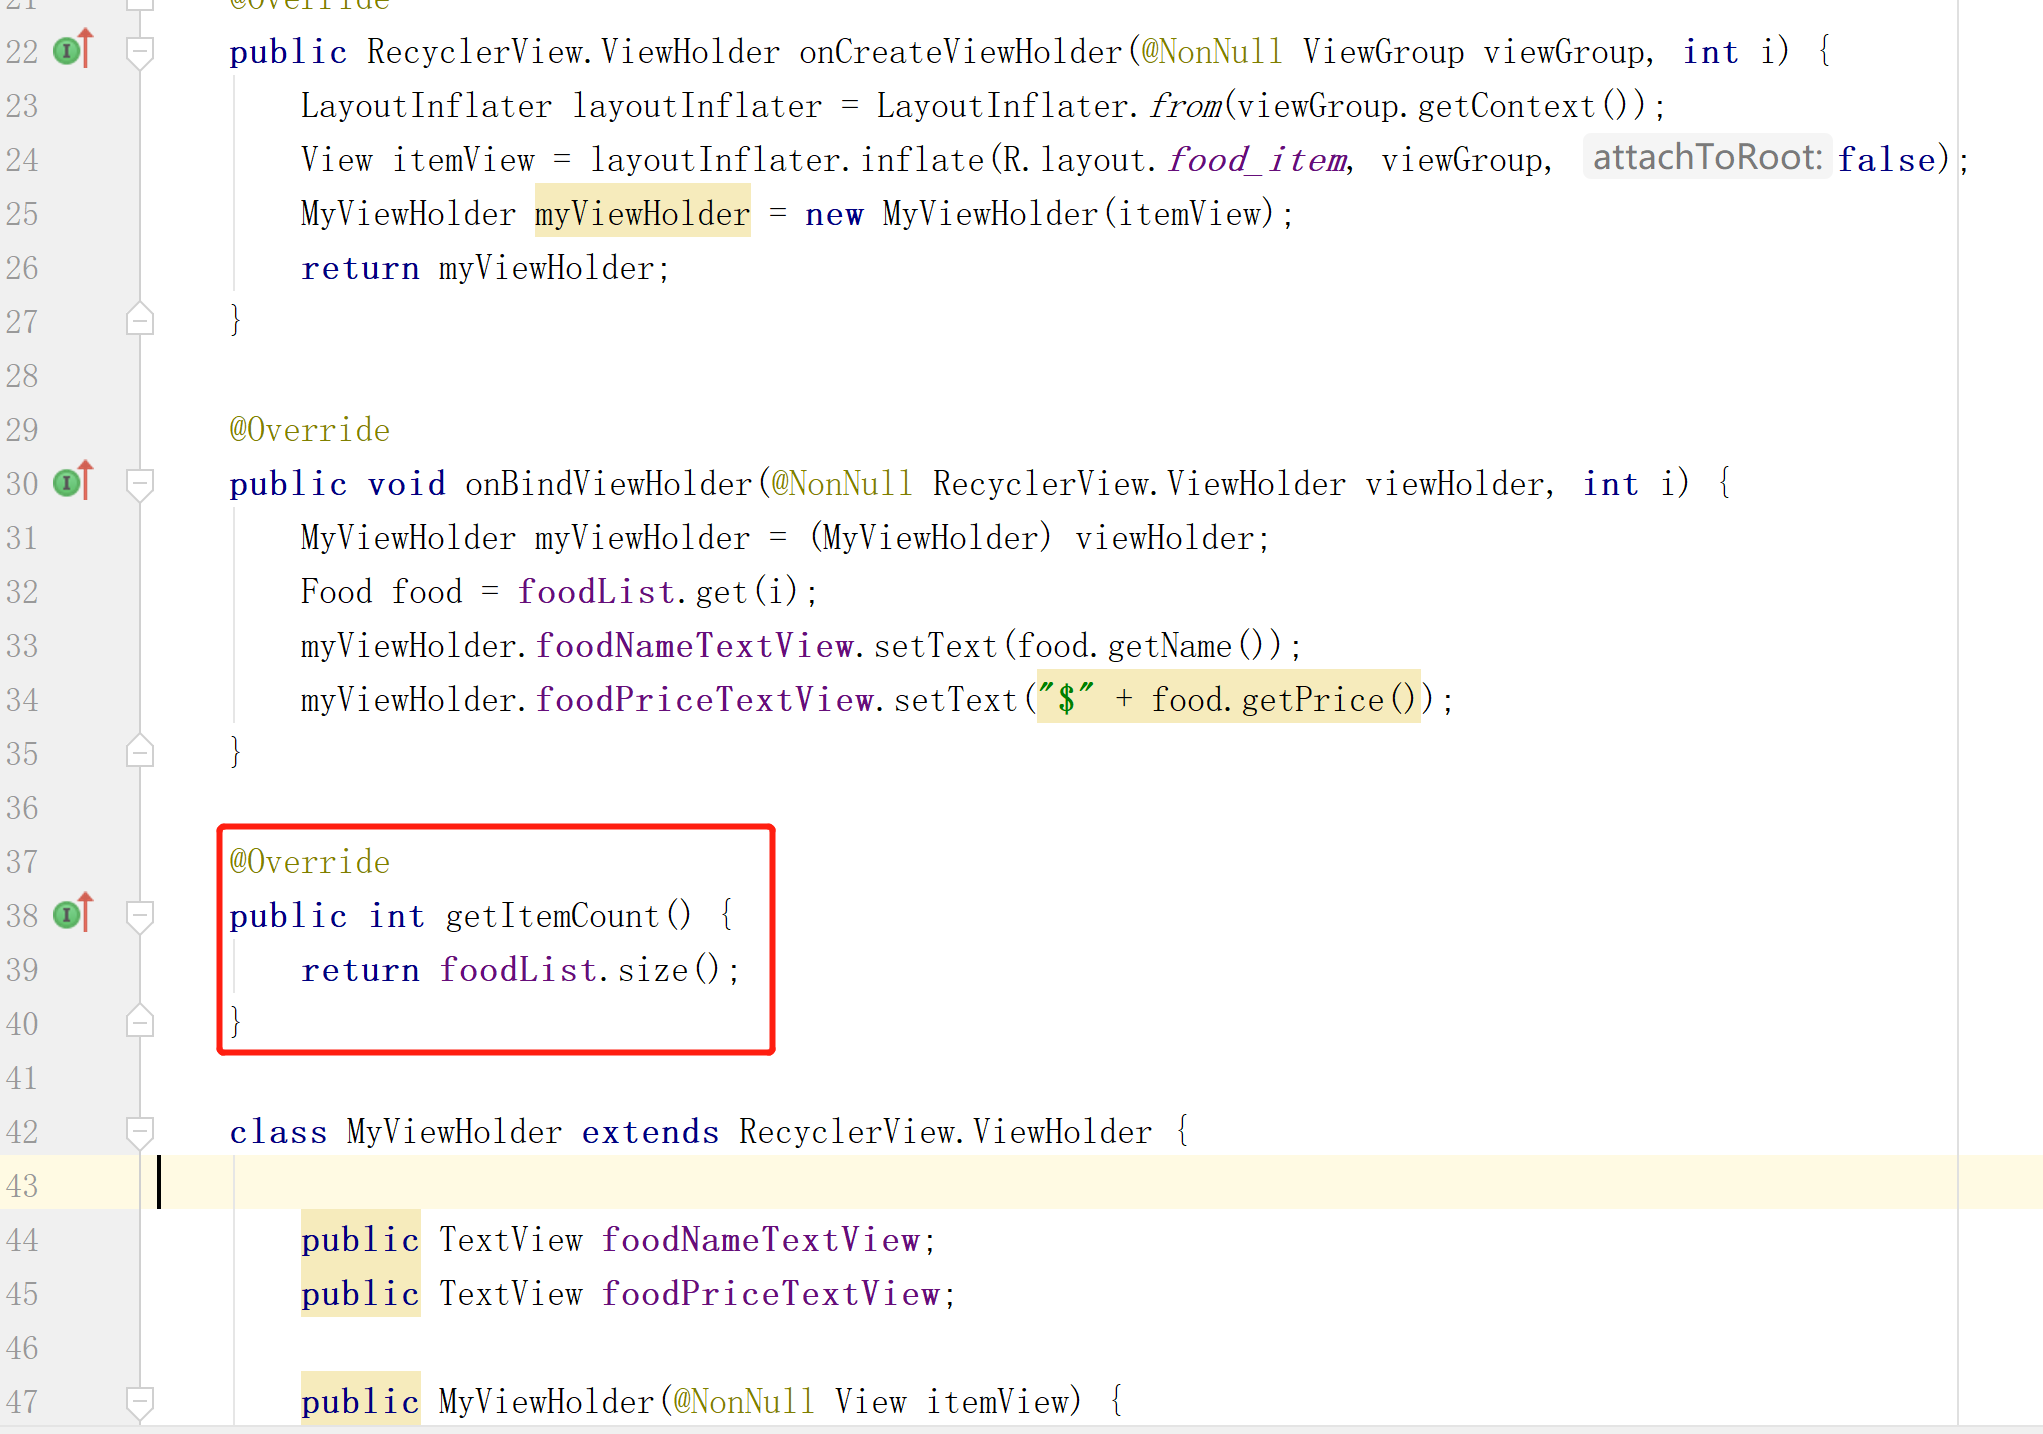 21 @Override
22 public RecyclerView.ViewHolder onCreateViewHolder(@NonNull ViewGroup viewGroup, int i) {
23 LayoutInflater layoutInflater = LayoutInflater.from(viewGroup.getContext());
24 View itemView = layoutInflater.inflate(R.layout.food_item, viewGroup, attachToRoot: false);
25 MyViewHolder myViewHolder = new MyViewHolder(itemView);
26 return myViewHolder;
27 }
28
29 @Override
30 public void onBindViewHolder(@NonNull RecyclerView.ViewHolder viewHolder, int i) {
31 MyViewHolder myViewHolder = (MyViewHolder) viewHolder;
32 Food food = foodList.get(i);
33 myViewHolder.foodNameTextView.setText(food.getName());
34 myViewHolder.foodPriceTextView.setText("$" + food.getPrice());
35 }
36
37 @Override
38 public int getItemCount() {
39 return foodList.size();
40 }
41
42 class MyViewHolder extends RecyclerView.ViewHolder {
43
44 public TextView foodNameTextView;
45 public TextView foodPriceTextView;
46
47 public MyViewHolder(@NonNull View itemView) {